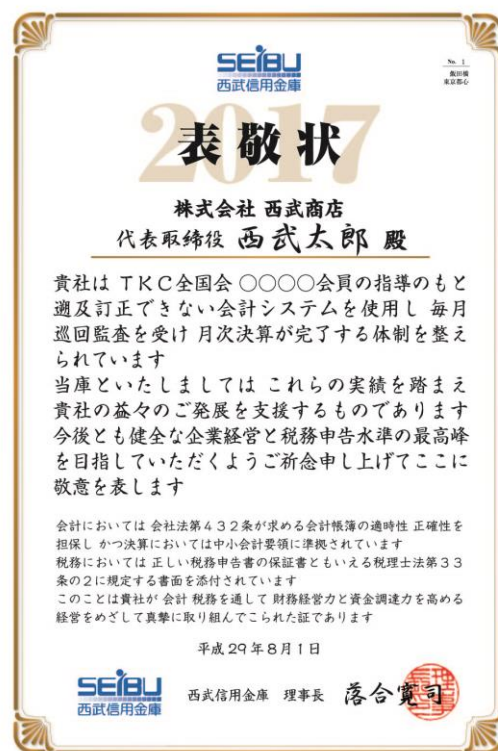 SEIBU
西武信用金庫
No. 1
飯田橋
東京都心
2017
表敬状
株式会社 西武商店
代表取締役 西武太郎 殿
貴社は TKC全国会 ○○○○会員の指導のもと
遡及訂正できない会計システムを使用し 毎月
巡回監査を受け 月次決算が完了する体制を整え
られています
当庫といたしましては これらの実績を踏まえ
貴社の益々のご発展を支援するものであります
今後とも健全な企業経営と税務申告水準の最高峰
を目指していただくようご祈念申し上げてここに
敬意を表します
会計においては 会社法第432条が求める会計帳簿の適時性 正確性を
担保し かつ決算においては中小会計要領に準拠されています
税務においては 正しい税務申告書の保証書ともいえる税理士法第33
条の2に規定する書面を添付されています
このことは貴社が 会計 税務を通して 財務経営力と資金調達力を高める
経営をめざして真摯に取り組んでこられた証であります
平成29年8月1日
SEIBU
西武信用金庫
西武信用金庫 理事長 落合寛司